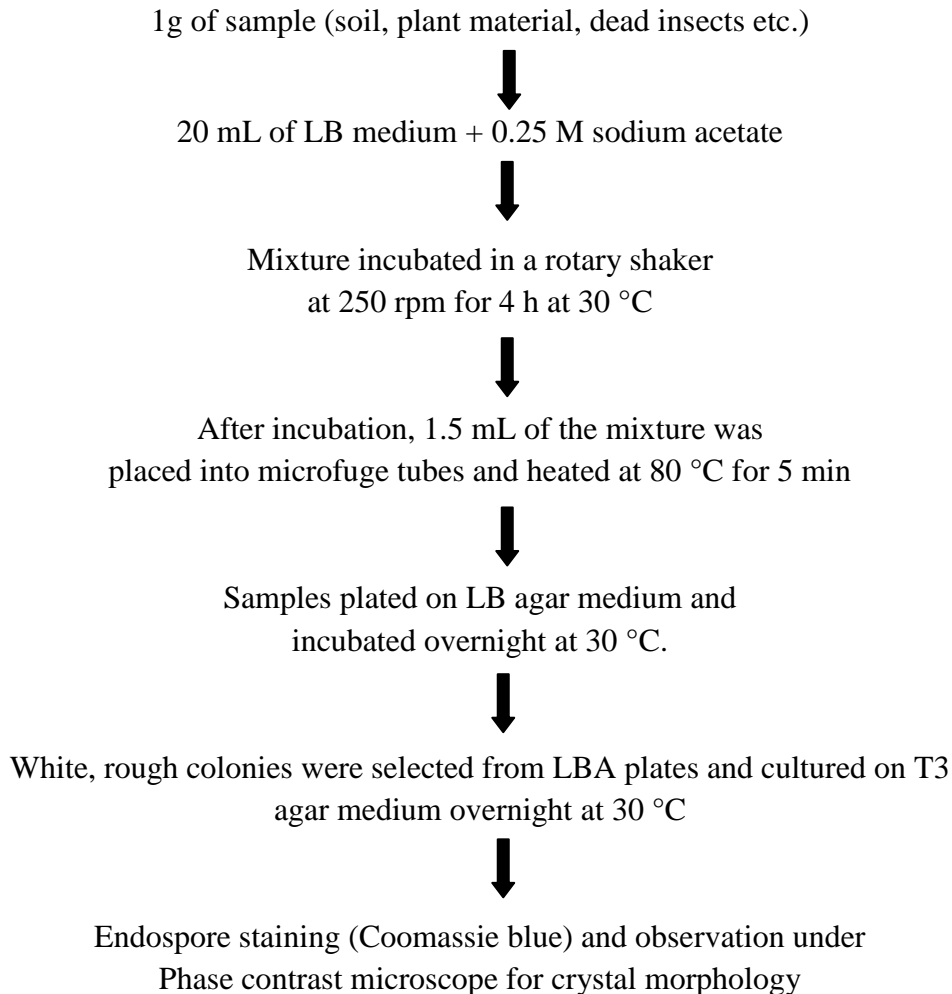 1g of sample (soil, plant material, dead insects etc.)
20 mL of LB medium + 0.25 M sodium acetate
Mixture incubated in a rotary shaker
at 250 rpm for 4 h at 30 °C
After incubation, 1.5 mL of the mixture was
placed into microfuge tubes and heated at 80 °C for 5 min
Samples plated on LB agar medium and
incubated overnight at 30 °C.
White, rough colonies were selected from LBA plates and cultured on T3
agar medium overnight at 30 °C
Endospore staining (Coomassie blue) and observation under
Phase contrast microscope for crystal morphology